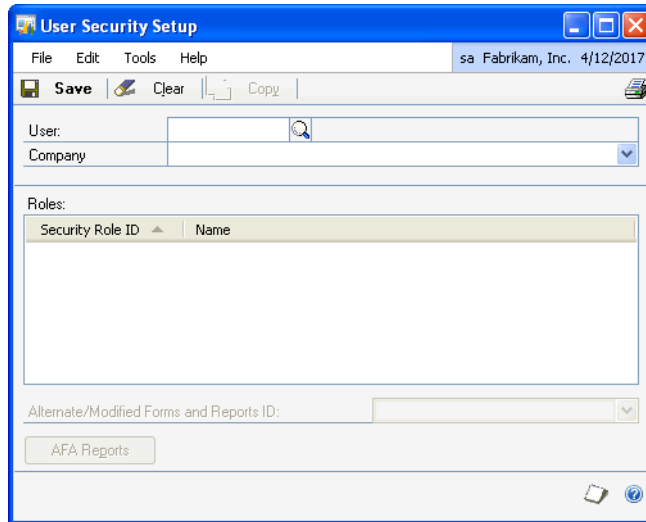 User Security Setup
File Edit Tools Help sa Fabrikam, Inc. 4/12/2017
Save Clear Copy
User:
Company
Roles:
Security Role ID Name
Alternate/Modified Forms and Reports ID:
AFA Reports